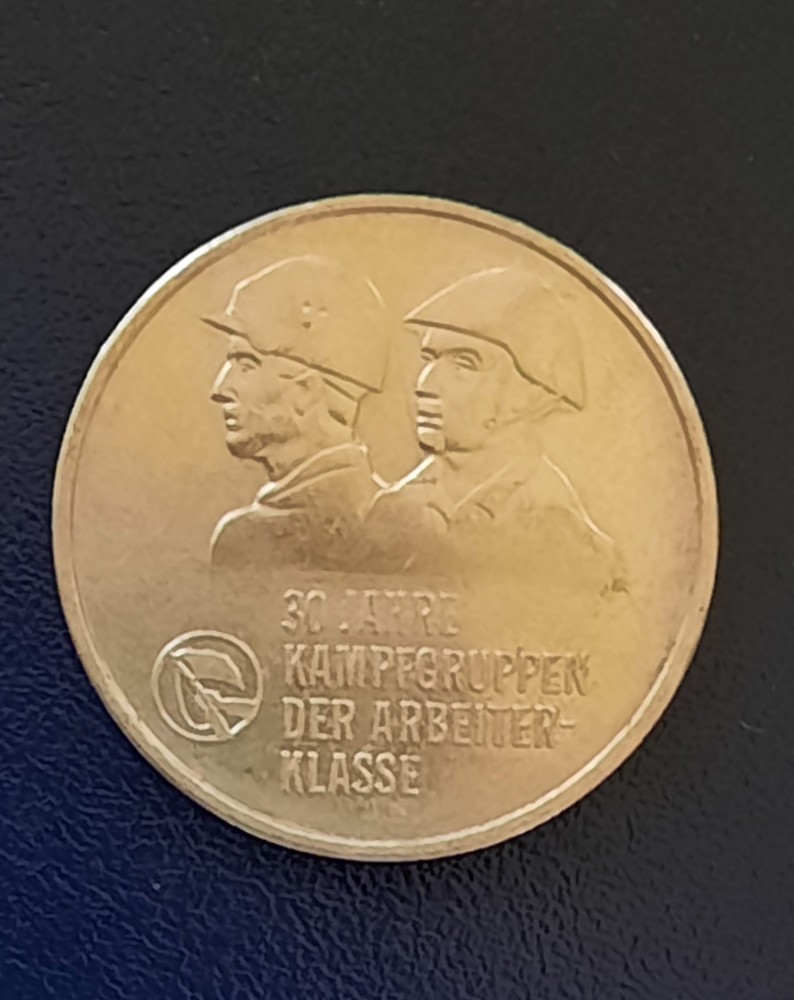 30 JAHRE
KAMPFGRUPPEN
DER ARBEITER-
KLASSE